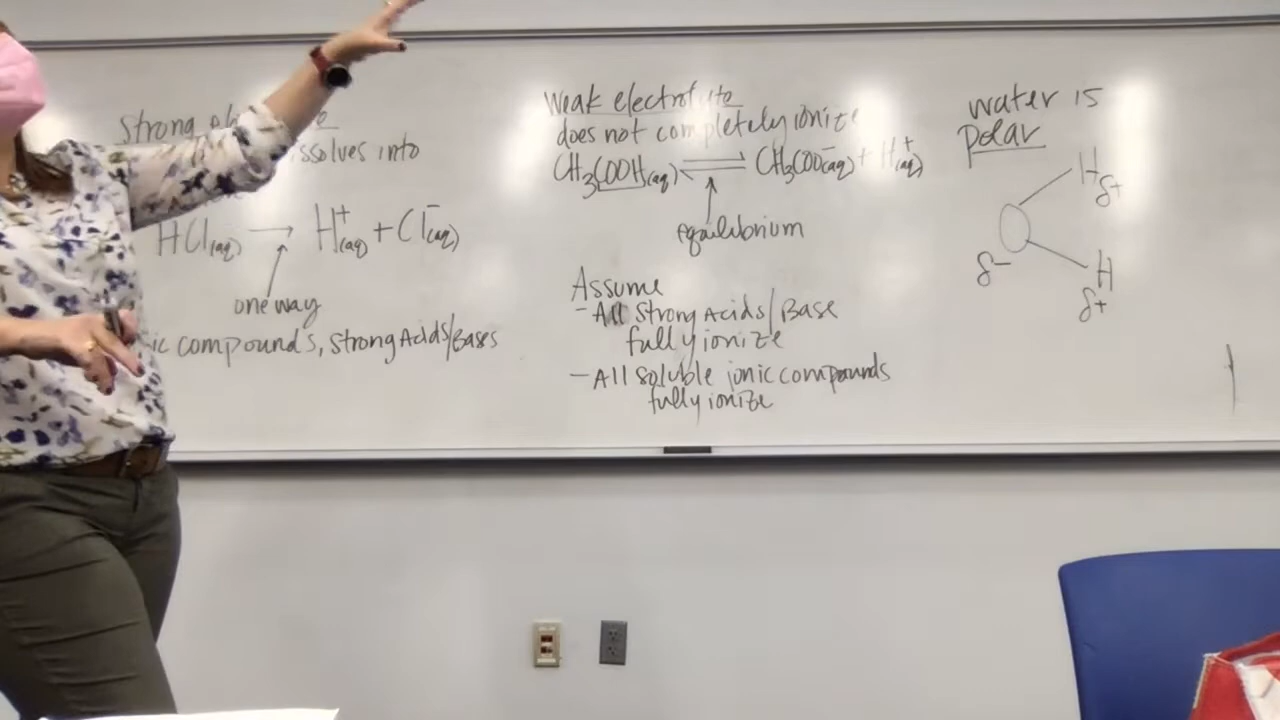 strong
ssolves into
HCl(aq) → H⁺(aq) + Cl⁻(aq)
one way
ic compounds, strong Acids/Bases
Weak electrolyte
does not completely ionize
CH₃COOH(aq) ⇌ CH₃COO⁻(aq) + H⁺(aq)
equilibrium
Assume
- All strong Acids/Base
fully ionize
- All soluble ionic compounds
fully ionize
water is
polar
H δ+
O
δ-
H
δ+